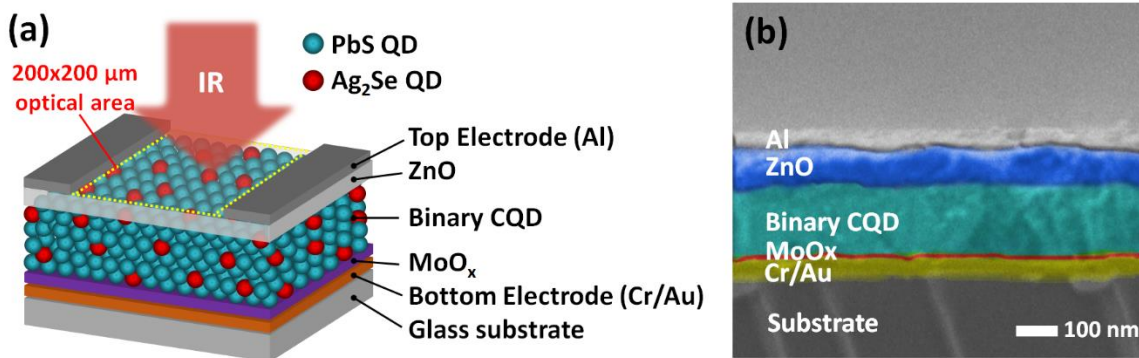 (a)
IR
PbS QD
Ag₂Se QD
200x200 µm
optical area
Top Electrode (Al)
ZnO
Binary CQD
MoOₓ
Bottom Electrode (Cr/Au)
Glass substrate
(b)
Al
ZnO
Binary CQD
MoOx
Cr/Au
Substrate
100 nm